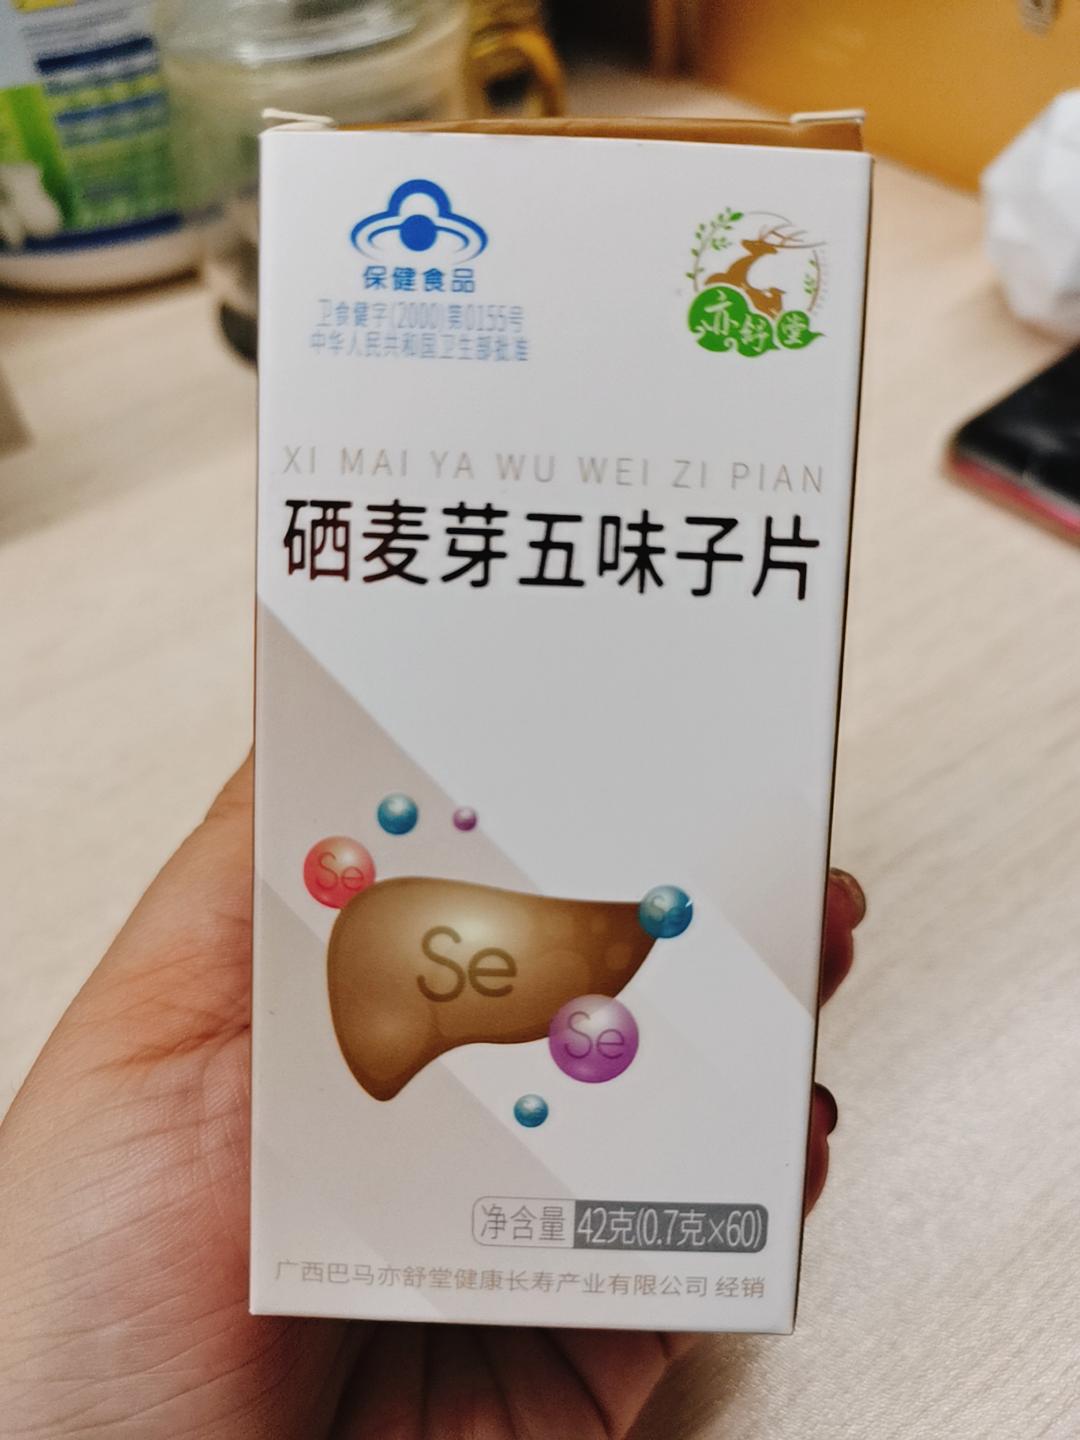 保健食品
卫食健字(2000)第0155号
中华人民共和国卫生部批准
亦舒堂
XI MAI YA WU WEI ZI PIAN
硒麦芽五味子片
Se
Se
Se
Se
净含量 42克(0.7克×60)
广西巴马亦舒堂健康长寿产业有限公司 经销